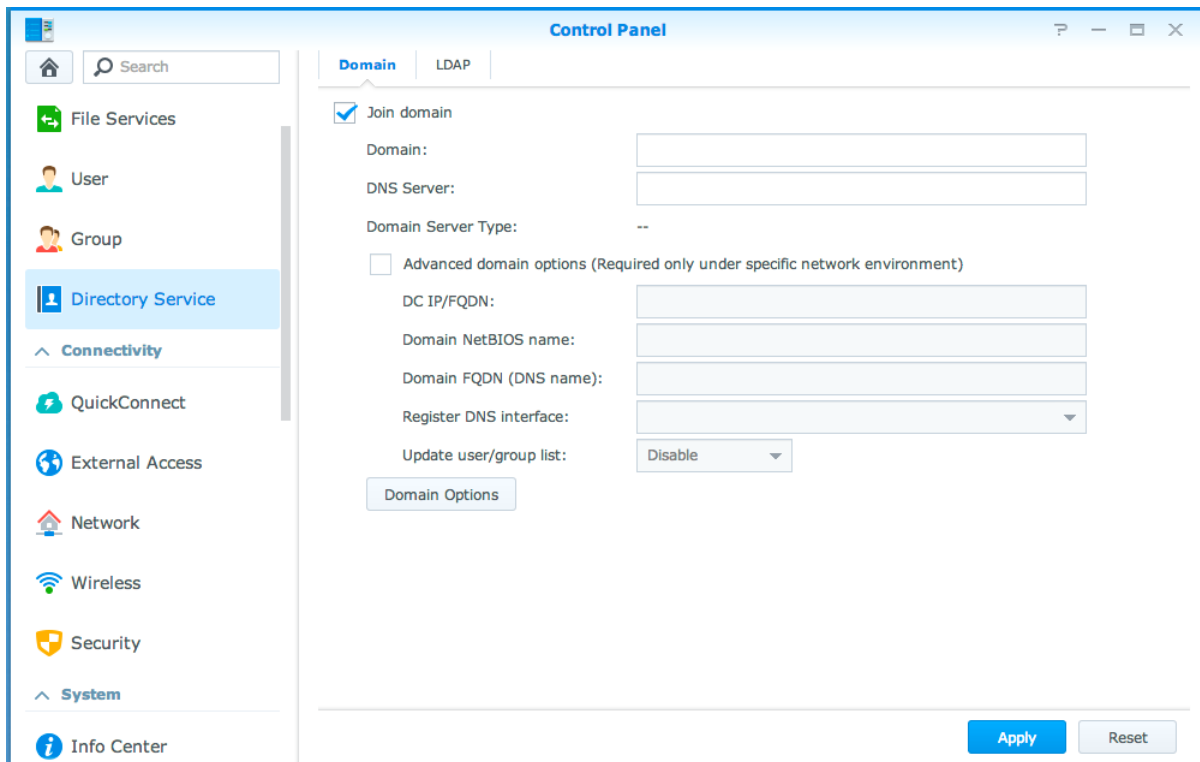 Control Panel
Search
File Services
User
Group
Directory Service
Connectivity
QuickConnect
External Access
Network
Wireless
Security
System
Info Center
Domain
LDAP
Join domain
Domain:
DNS Server:
Domain Server Type: --
Advanced domain options (Required only under specific network environment)
DC IP/FQDN:
Domain NetBIOS name:
Domain FQDN (DNS name):
Register DNS interface:
Update user/group list: Disable
Domain Options
Apply
Reset